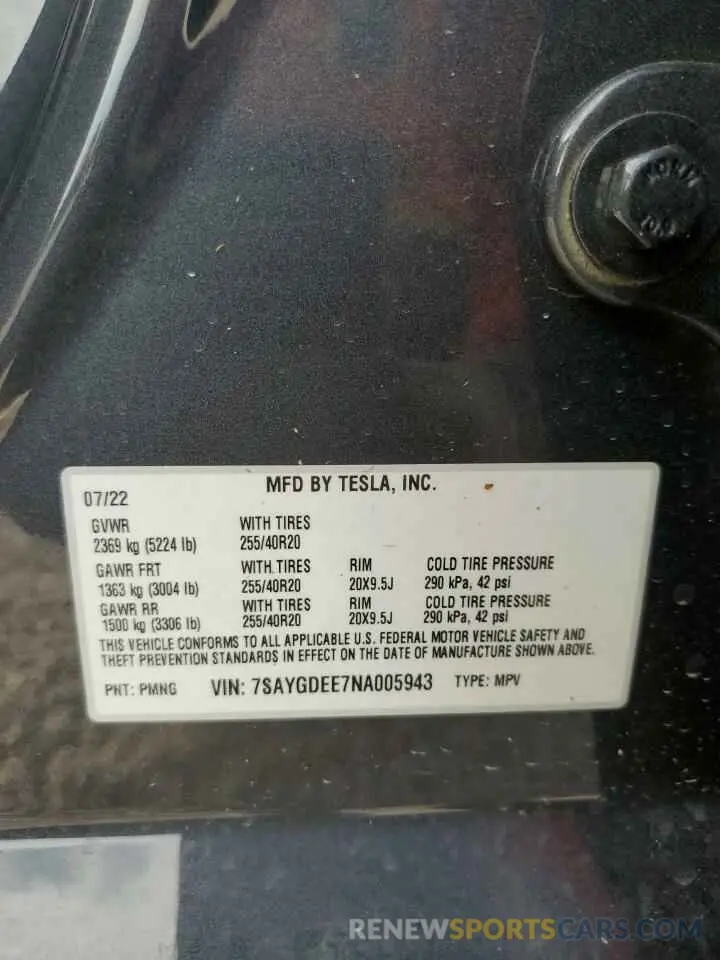 MFD BY TESLA, INC.
07/22
GVWR WITH TIRES
2369 kg (5224 lb) 255/40R20
GAWR FRT WITH TIRES RIM COLD TIRE PRESSURE
1363 kg (3004 lb) 255/40R20 20X9.5J 290 kPa, 42 psi
GAWR RR WITH TIRES RIM COLD TIRE PRESSURE
1500 kg (3306 lb) 255/40R20 20X9.5J 290 kPa, 42 psi
THIS VEHICLE CONFORMS TO ALL APPLICABLE U.S. FEDERAL MOTOR VEHICLE SAFETY AND
THEFT PREVENTION STANDARDS IN EFFECT ON THE DATE OF MANUFACTURE SHOWN ABOVE.
PNT: PMNG VIN: 7SAYGDEE7NA005943 TYPE: MPV
RENEWSPORTSCARS.COM